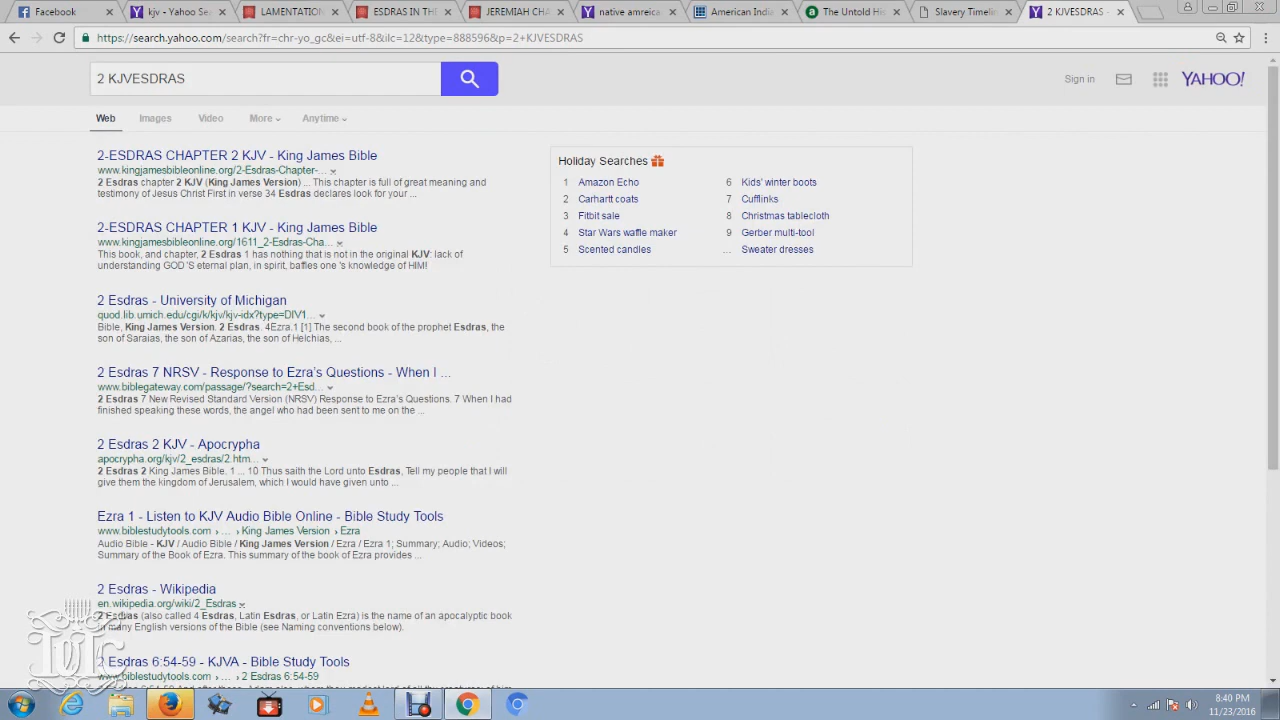 Facebook
kjv - Yahoo Se
LAMENTATION
ESDRAS IN THE
JEREMIAH CHA
native amreica
American India
The Untold His
Slavery Timelin
2 KJVESDRAS -
https://search.yahoo.com/search?fr=chr-yo_gc&ei=utf-8&ilc=12&type=888596&p=2+KJVESDRAS
2 KJVESDRAS
Sign in
YAHOO!
Web
Images
Video
More
Anytime
2-ESDRAS CHAPTER 2 KJV - King James Bible
www.kingjamesbibleonline.org/2-Esdras-Chapter-...
2 Esdras chapter 2 KJV (King James Version) ... This chapter is full of great meaning and
testimony of Jesus Christ First in verse 34 Esdras declares look for your ...
2-ESDRAS CHAPTER 1 KJV - King James Bible
www.kingjamesbibleonline.org/1611_2-Esdras-Cha...
This book, and chapter, 2 Esdras 1 has nothing that is not in the original KJV: lack of
understanding GOD 'S eternal plan, in spirit, baffles one 's knowledge of HIM!
2 Esdras - University of Michigan
quod.lib.umich.edu/cgi/k/kjv/kjv-idx?type=DIV1...
Bible, King James Version. 2 Esdras. 4Ezra.1 [1] The second book of the prophet Esdras, the
son of Saraias, the son of Azarias, the son of Helchias, ...
2 Esdras 7 NRSV - Response to Ezra's Questions - When I ...
www.biblegateway.com/passage/?search=2+Esd...
2 Esdras 7 New Revised Standard Version (NRSV) Response to Ezra's Questions. 7 When I had
finished speaking these words, the angel who had been sent to me on the ...
2 Esdras 2 KJV - Apocrypha
apocrypha.org/kjv/2_esdras/2.htm...
2 Esdras 2 King James Bible. 1 ... 10 Thus saith the Lord unto Esdras, Tell my people that I will
give them the kingdom of Jerusalem, which I would have given unto ...
Ezra 1 - Listen to KJV Audio Bible Online - Bible Study Tools
www.biblestudytools.com › ... › King James Version › Ezra
Audio Bible - KJV / Audio Bible / King James Version / Ezra / Ezra 1; Summary; Audio; Videos;
Summary of the Book of Ezra. This summary of the book of Ezra provides ...
2 Esdras - Wikipedia
en.wikipedia.org/wiki/2_Esdras
2 Esdras (also called 4 Esdras, Latin Esdras, or Latin Ezra) is the name of an apocalyptic book
in many English versions of the Bible (see Naming conventions below).
2 Esdras 6:54-59 - KJVA - Bible Study Tools
www.biblestudytools.com › ... › 2 Esdras 6:54-59
Holiday Searches
1 Amazon Echo
2 Carhartt coats
3 Fitbit sale
4 Star Wars waffle maker
5 Scented candles
6 Kids' winter boots
7 Cufflinks
8 Christmas tablecloth
9 Gerber multi-tool
... Sweater dresses
8:40 PM
11/23/2016